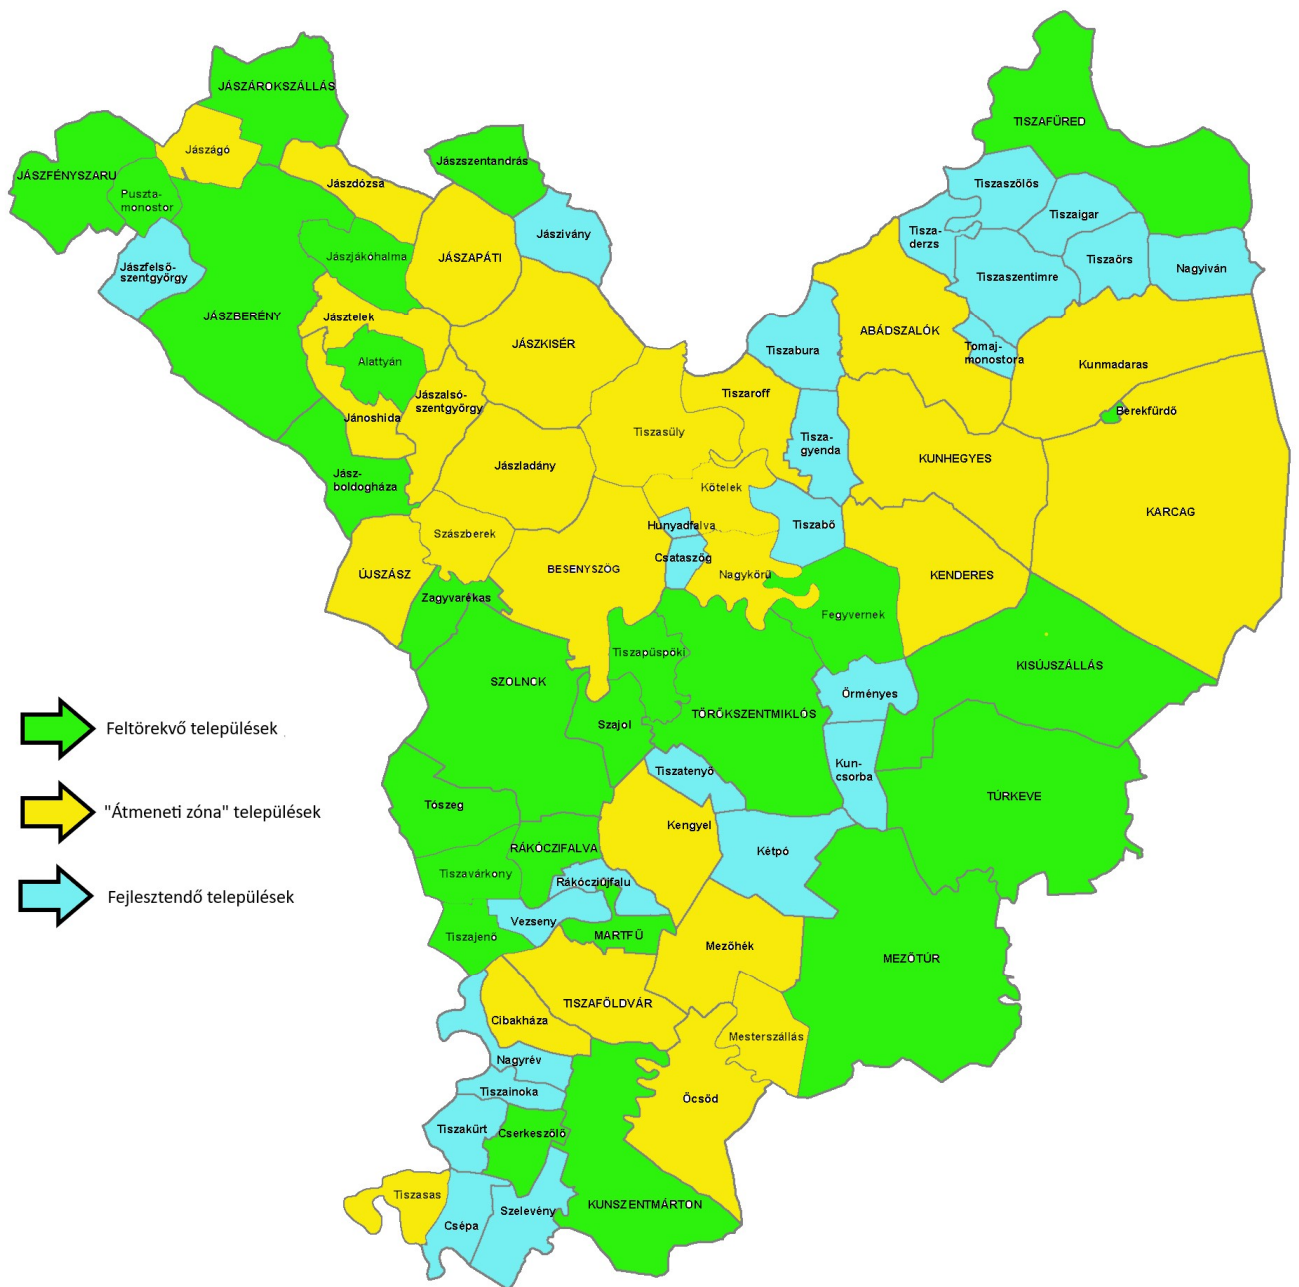 JÁSZÁROKSZÁLLÁS
TISZAFÜRED
Jászágó
Jászszentandrás
JÁSZFÉNYSZARU
Jászdózsa
Puszta-
monostor
Tiszaszőlős
Tiszaigar
Tisza-
derzs
Jászivány
Jászjákóhalma
JÁSZAPÁTI
Tiszaörs
Nagyiván
Jászfelső-
szentgyörgy
Tiszaszentimre
JÁSZBERÉNY
Jásztelek
ABÁDSZALÓK
JÁSZKISÉR
Tiszabura
Tomaj-
monostora
Alattyán
Kunmadaras
Jászalsó-
szentgyörgy
Tiszaroff
Berekfürdő
Jánoshida
Tiszasüly
Tisza-
gyenda
KUNHEGYES
Jászladány
Jász-
boldogháza
Kőtelek
KARCAG
Hunyadfalva
Tiszabő
Szászberek
Csataszög
ÚJSZÁSZ
BESENYSZÖG
Nagykörű
KENDERES
Zagyvarékas
Fegyvernek
Tiszapüspöki
KISÚJSZÁLLÁS
SZOLNOK
Örményes
TÖRÖKSZENTMIKLÓS
Szajol
Feltörekvő települések
Tiszatenyő
Kun-
csorba
TÚRKEVE
Tószeg
"Átmeneti zóna" települések
Kengyel
RÁKÓCZIFALVA
Kétpó
Tiszavárkony
Rákócziújfalu
Fejlesztendő települések
Vezseny
Tiszajenő
MARTFŰ
Mezőhék
MEZŐTÚR
TISZAFÖLDVÁR
Cibakháza
Mesterszállás
Nagyrév
Tiszainoka
Öcsöd
Tiszakürt
Cserkeszőlő
Tiszasas
KUNSZENTMÁRTON
Szelevény
Csépa